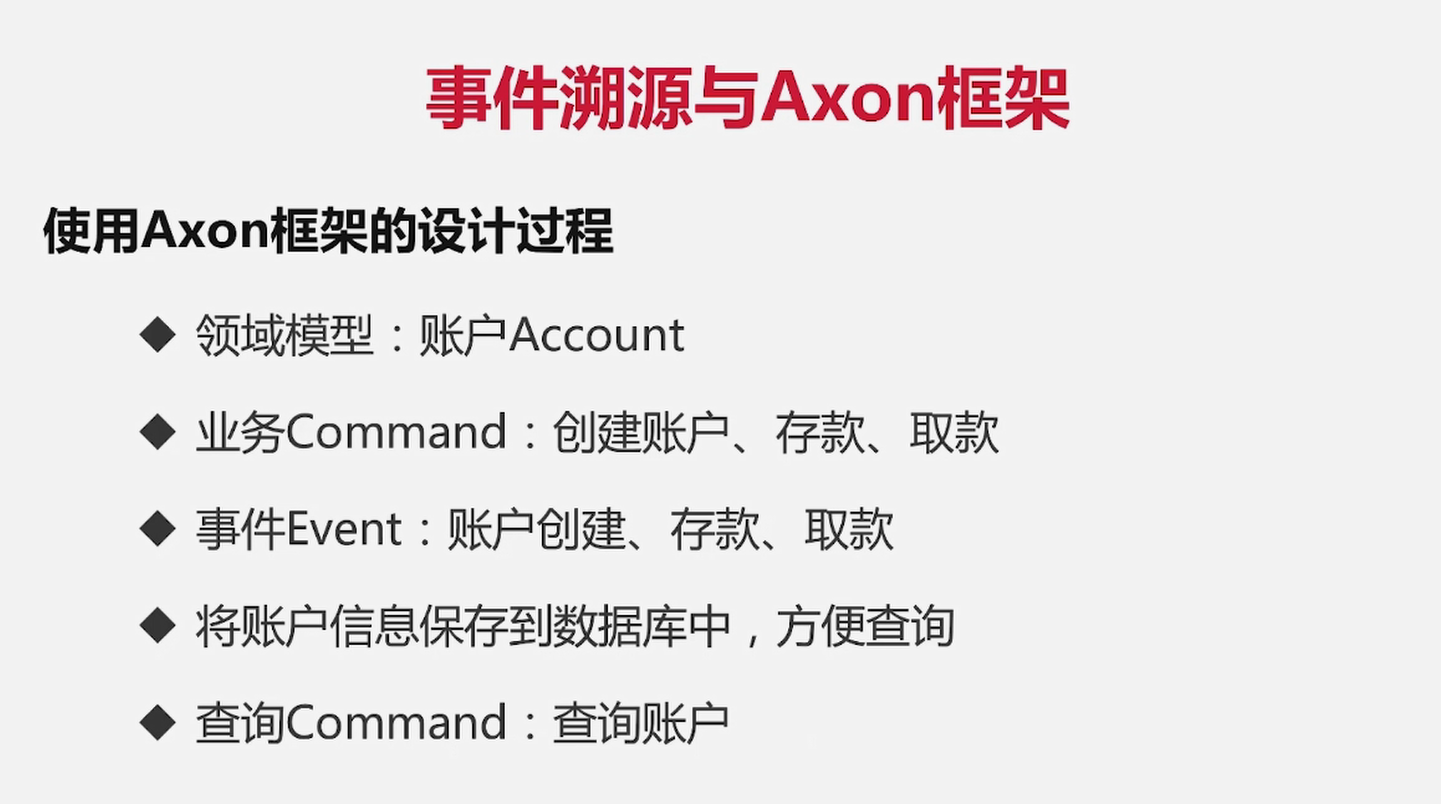 事件溯源与Axon框架
使用Axon框架的设计过程
◆ 领域模型：账户Account
◆ 业务Command：创建账户、存款、取款
◆ 事件Event：账户创建、存款、取款
◆ 将账户信息保存到数据库中，方便查询
◆ 查询Command：查询账户